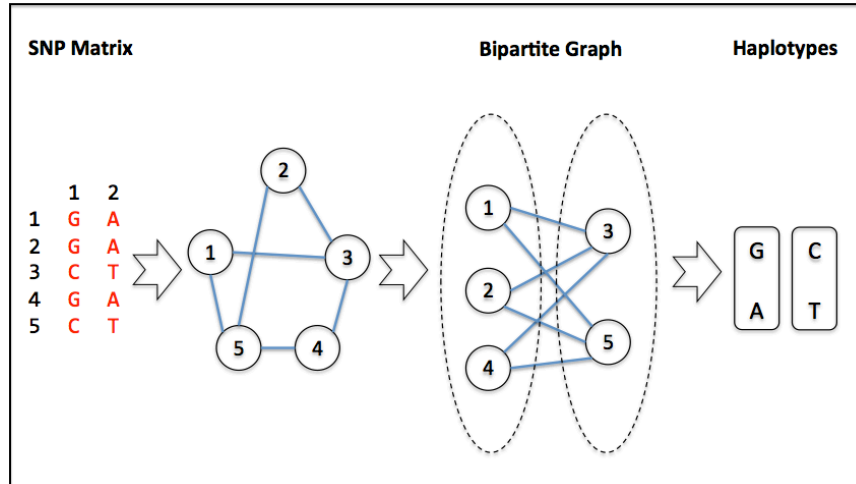 SNP Matrix
Bipartite Graph
Haplotypes
1 2
1 G A
2 G A
3 C T
4 G A
5 C T
2
1
3
5
4
1
3
2
5
4
G C
A T